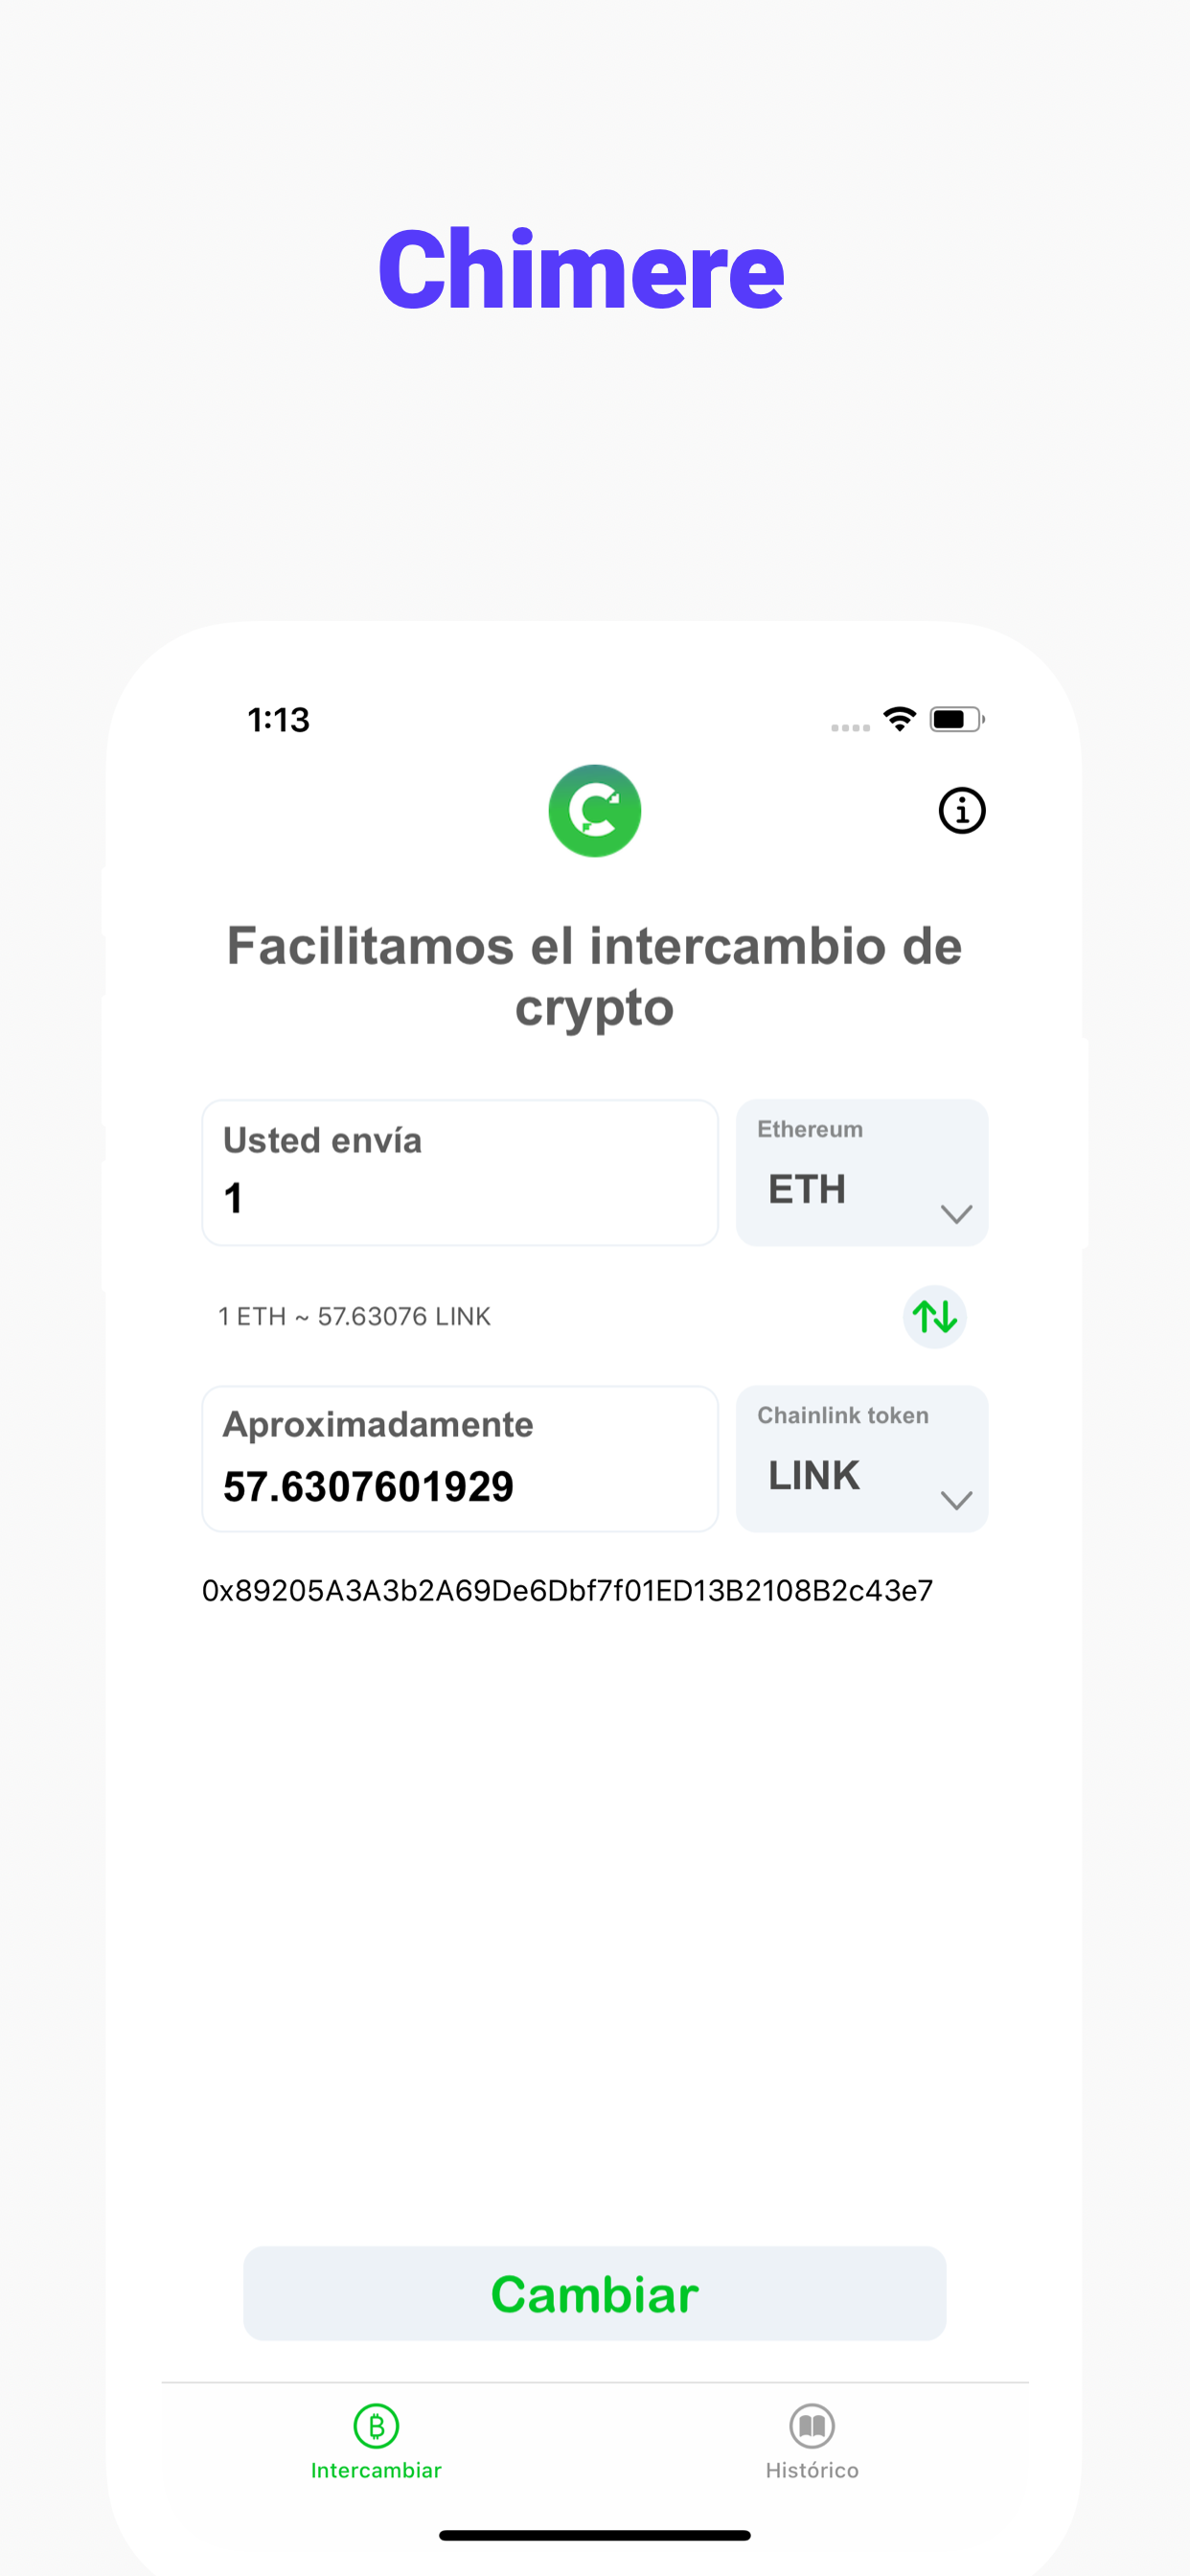 Chimere
1:13
Facilitamos el intercambio de
crypto
Usted envía
1
Ethereum
ETH
1 ETH ~ 57.63076 LINK
Aproximadamente
57.6307601929
Chainlink token
LINK
0x89205A3A3b2A69De6Dbf7f01ED13B2108B2c43e7
Cambiar
Intercambiar
Histórico